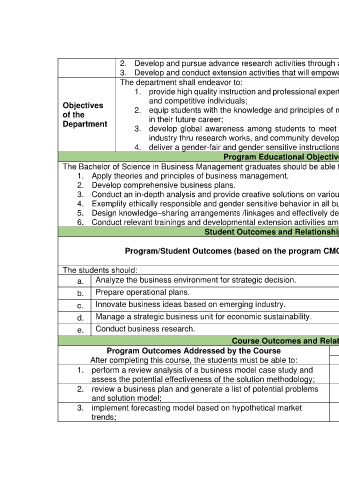 2. Develop and pursue advance research activities through a
3. Develop and conduct extension activities that will empowe
Objectives of the Department
The department shall endeavor to:
1. provide high quality instruction and professional expert
and competitive individuals;
2. equip students with the knowledge and principles of m
in their future career;
3. develop global awareness among students to meet
industry thru research works, and community develop
4. deliver a gender-fair and gender sensitive instructions
Program Educational Objective
The Bachelor of Science in Business Management graduates should be able t
1. Apply theories and principles of business management.
2. Develop comprehensive business plans.
3. Conduct an in-depth analysis and provide creative solutions on variou
4. Exemplify ethically responsible and gender sensitive behavior in all bu
5. Design knowledge–sharing arrangements /linkages and effectively de
6. Conduct relevant trainings and developmental extension activities am
Student Outcomes and Relationship
Program/Student Outcomes (based on the program CMO
The students should:
a. Analyze the business environment for strategic decision.
b. Prepare operational plans.
c. Innovate business ideas based on emerging industry.
d. Manage a strategic business unit for economic sustainability.
e. Conduct business research.
Course Outcomes and Relat
Program Outcomes Addressed by the Course
After completing this course, the students must be able to:
1. perform a review analysis of a business model case study and
assess the potential effectiveness of the solution methodology;
2. review a business plan and generate a list of potential problems
and solution model;
3. implement forecasting model based on hypothetical market
trends;